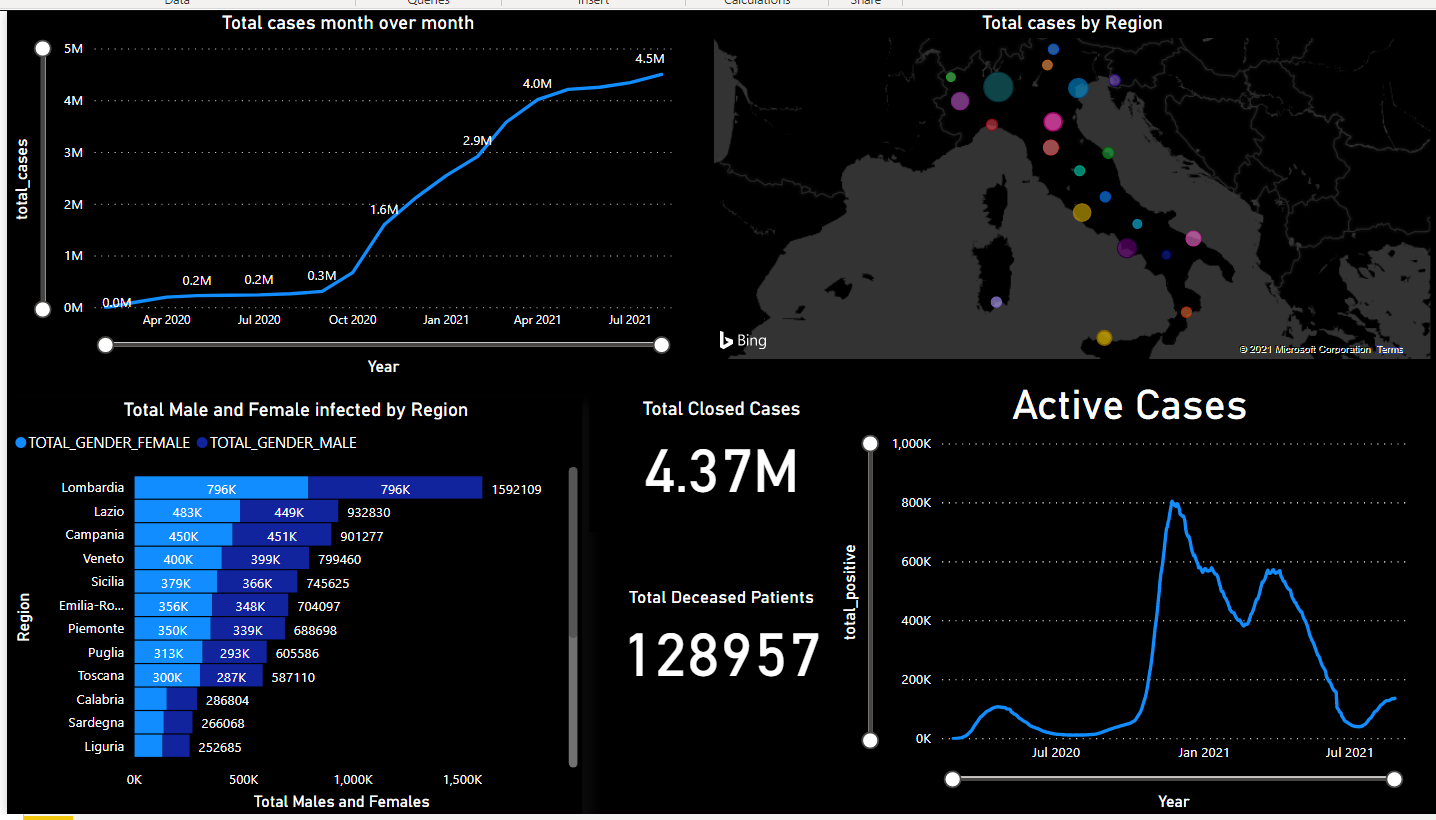 Data Queries Insert Calculations Share
Total cases month over month
5M
4M
3M
2M
1M
0M
total_cases
0.0M
0.2M
0.2M
0.3M
1.6M
2.9M
4.0M
4.5M
Apr 2020 Jul 2020 Oct 2020 Jan 2021 Apr 2021 Jul 2021
Year
Total cases by Region
Bing
© 2021 Microsoft Corporation Terms
Total Male and Female infected by Region
TOTAL_GENDER_FEMALE TOTAL_GENDER_MALE
Region
Lombardia 796K 796K 1592109
Lazio 483K 449K 932830
Campania 450K 451K 901277
Veneto 400K 399K 799460
Sicilia 379K 366K 745625
Emilia-Ro... 356K 348K 704097
Piemonte 350K 339K 688698
Puglia 313K 293K 605586
Toscana 300K 287K 587110
Calabria 286804
Sardegna 266068
Liguria 252685
0K 500K 1,000K 1,500K
Total Males and Females
Total Closed Cases
4.37M
Total Deceased Patients
128957
Active Cases
1,000K
800K
600K
400K
200K
0K
total_positive
Jul 2020 Jan 2021 Jul 2021
Year